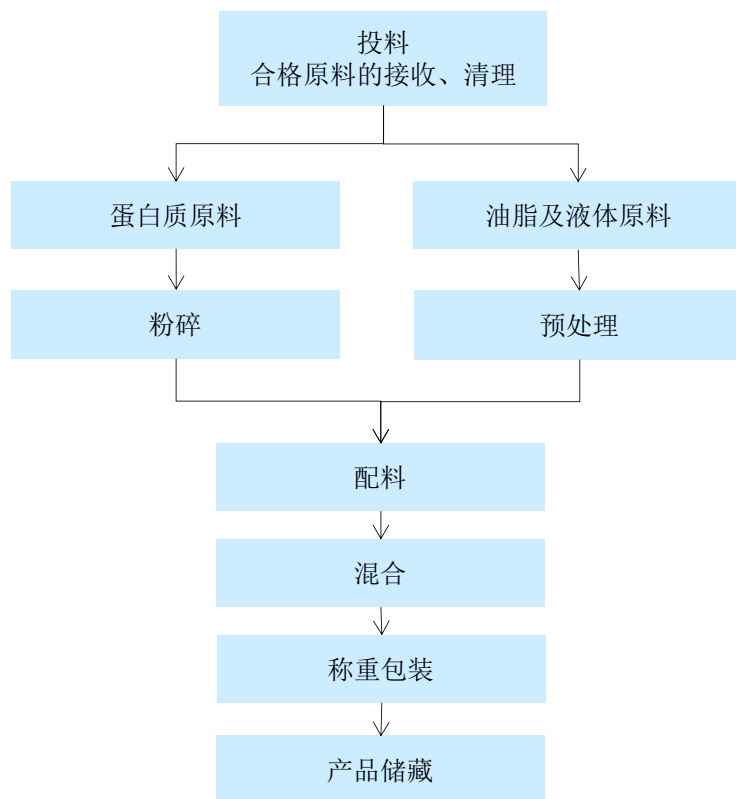 投料
合格原料的接收、清理
蛋白质原料
油脂及液体原料
粉碎
预处理
配料
混合
称重包装
产品储藏